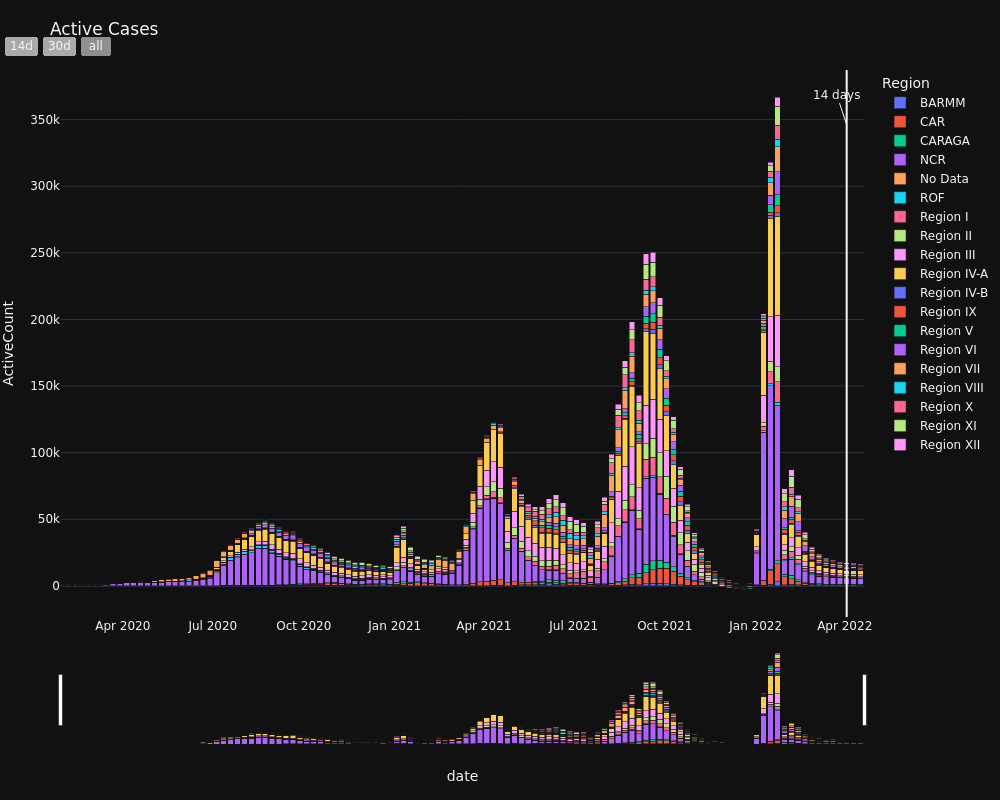 Active Cases
14d 30d all
14 days
Region
BARMM
CAR
CARAGA
NCR
No Data
ROF
Region I
Region II
Region III
Region IV-A
Region IV-B
Region IX
Region V
Region VI
Region VII
Region VIII
Region X
Region XI
Region XII
ActiveCount
350k
300k
250k
200k
150k
100k
50k
0
Apr 2020 Jul 2020 Oct 2020 Jan 2021 Apr 2021 Jul 2021 Oct 2021 Jan 2022 Apr 2022
date